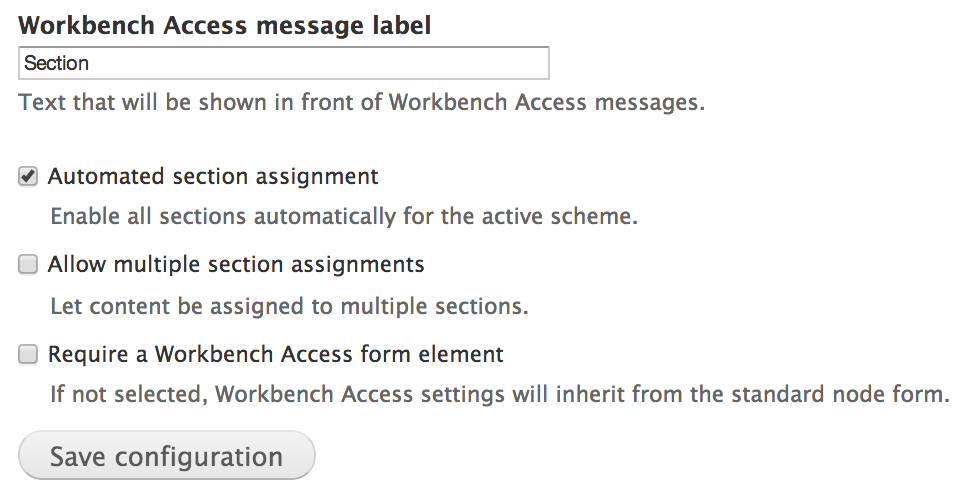 Workbench Access message label
Section
Text that will be shown in front of Workbench Access messages.
Automated section assignment
Enable all sections automatically for the active scheme.
Allow multiple section assignments
Let content be assigned to multiple sections.
Require a Workbench Access form element
If not selected, Workbench Access settings will inherit from the standard node form.
Save configuration